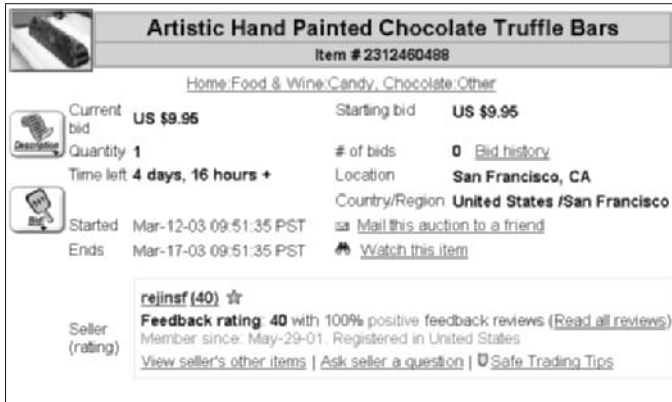 Artistic Hand Painted Chocolate Truffle Bars
Item # 2312460488
Home:Food & Wine:Candy, Chocolate:Other
Current bid US $9.95 Starting bid US $9.95
Description
Quantity 1 # of bids 0 Bid history
Time left 4 days, 16 hours + Location San Francisco, CA
Country/Region United States /San Francisco
Bid
Started Mar-12-03 09:51:35 PST Mail this auction to a friend
Ends Mar-17-03 09:51:35 PST Watch this item
rejinsf (40)
Seller (rating)
Feedback rating: 40 with 100% positive feedback reviews (Read all reviews)
Member since: May-29-01. Registered in United States
View seller's other items | Ask seller a question | Safe Trading Tips